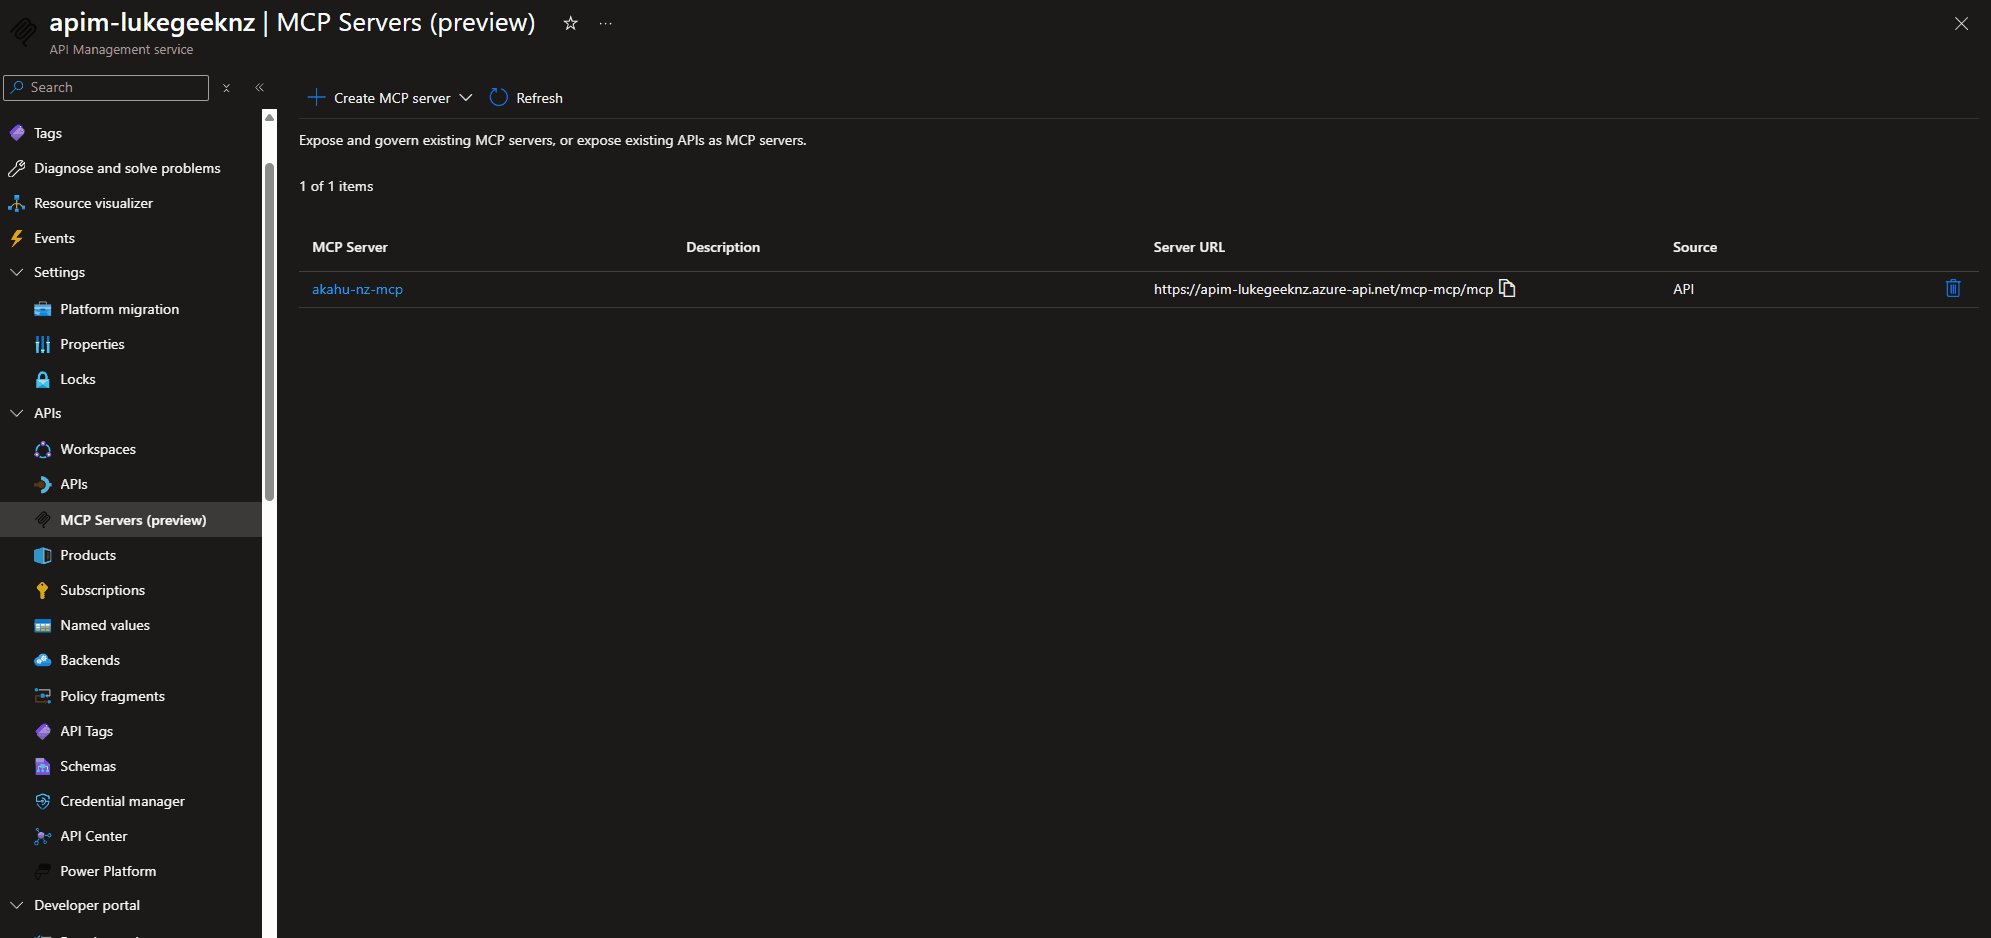 apim-lukegeeknz | MCP Servers (preview)
API Management service
Search
Tags
Diagnose and solve problems
Resource visualizer
Events
Settings
Platform migration
Properties
Locks
APIs
Workspaces
APIs
MCP Servers (preview)
Products
Subscriptions
Named values
Backends
Policy fragments
API Tags
Schemas
Credential manager
API Center
Power Platform
Developer portal
Create MCP server
Refresh
Expose and govern existing MCP servers, or expose existing APIs as MCP servers.
1 of 1 items
MCP Server Description Server URL Source
akahu-nz-mcp https://apim-lukegeeknz.azure-api.net/mcp-mcp/mcp API